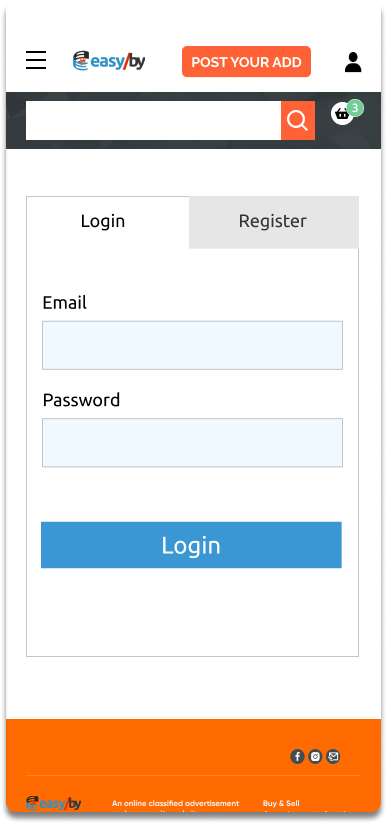 easy/by
POST YOUR ADD
3
Login
Register
Email
Password
Login
easy/by
An online classified advertisement
Buy & Sell